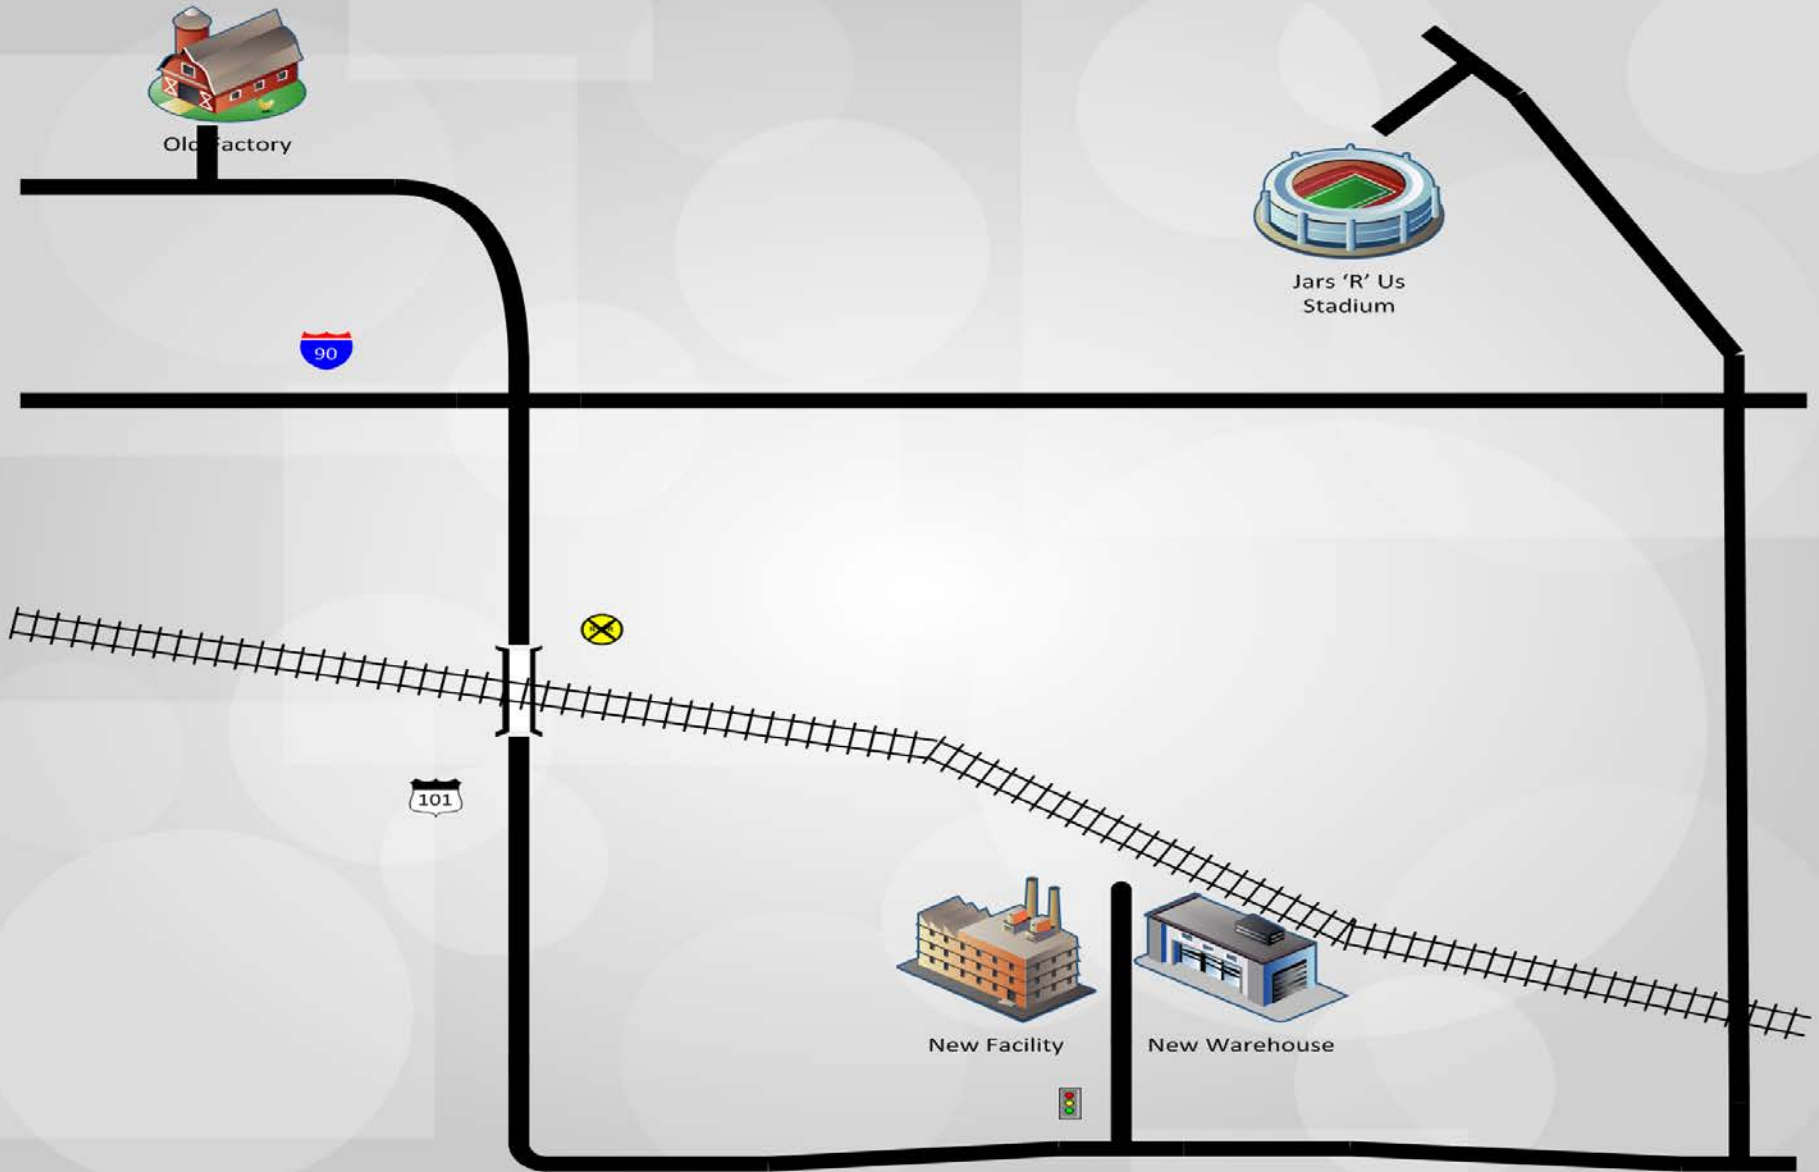 Old Factory
Jars ‘R’ Us
Stadium
90
101
New Facility
New Warehouse